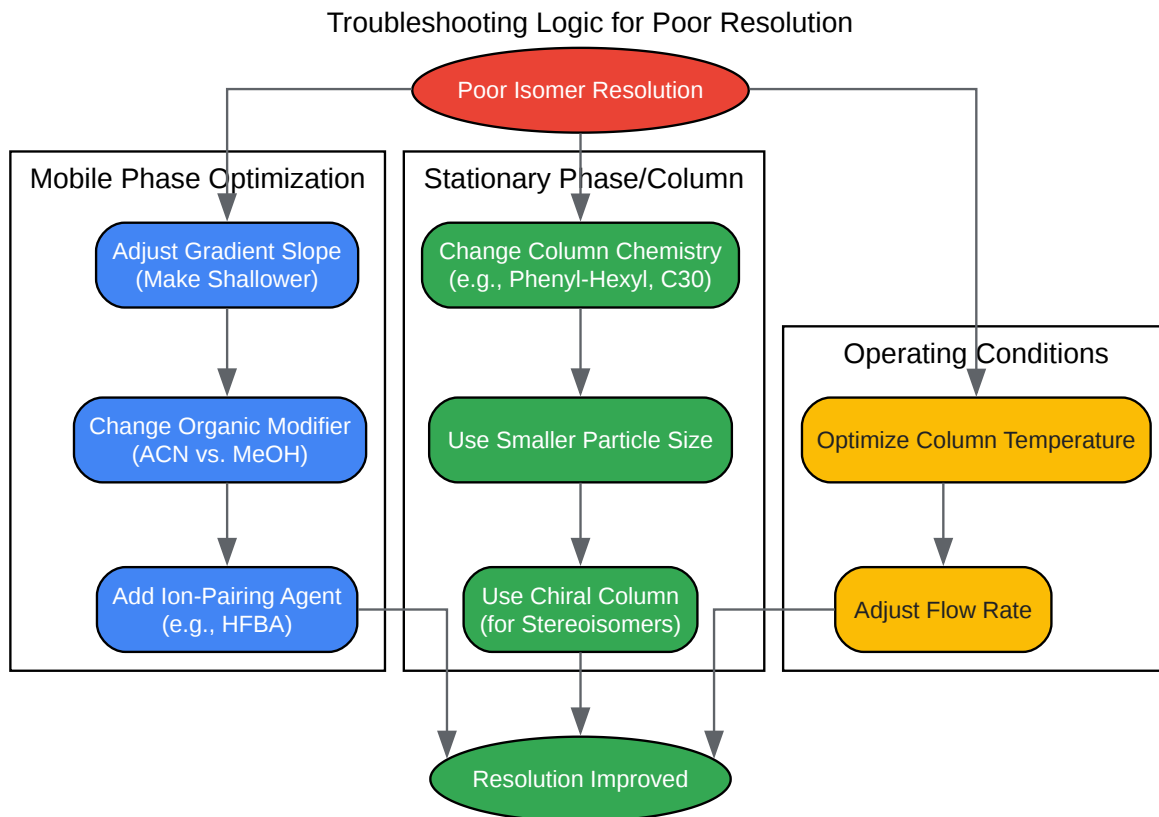 Troubleshooting Logic for Poor Resolution
Poor Isomer Resolution
Mobile Phase Optimization
Adjust Gradient Slope
(Make Shallower)
Change Organic Modifier
(ACN vs. MeOH)
Add Ion-Pairing Agent
(e.g., HFBA)
Stationary Phase/Column
Change Column Chemistry
(e.g., Phenyl-Hexyl, C30)
Use Smaller Particle Size
Use Chiral Column
(for Stereoisomers)
Operating Conditions
Optimize Column Temperature
Adjust Flow Rate
Resolution Improved